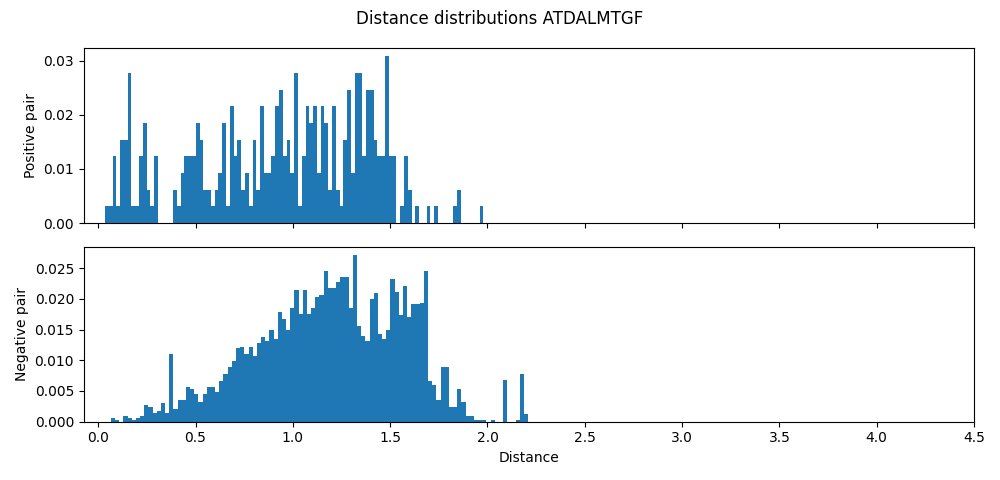 Distance distributions ATDALMTGF
0.03
0.02
0.01
0.00
Positive pair
0.025
0.020
0.015
0.010
0.005
0.000
Negative pair
0.0 0.5 1.0 1.5 2.0 2.5 3.0 3.5 4.0 4.5
Distance